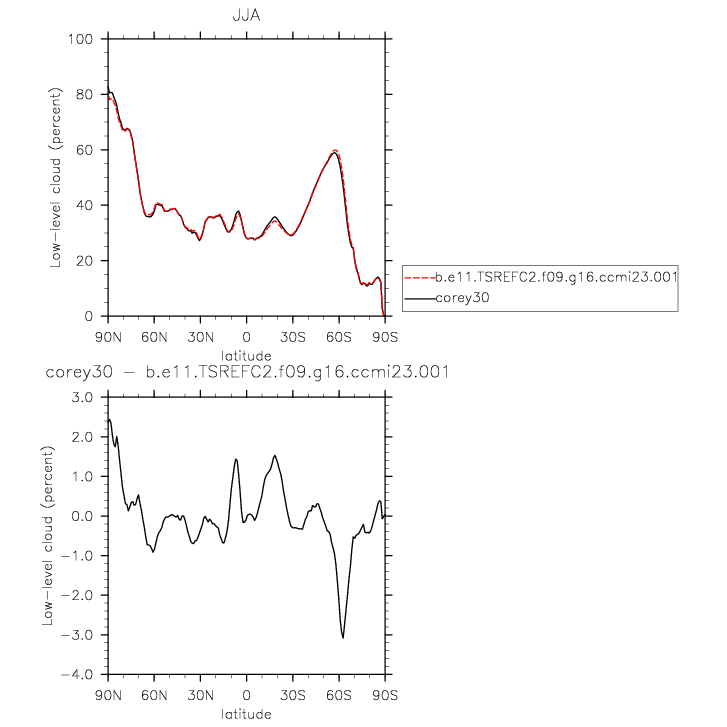 JJA
Low-level cloud (percent)
100
80
60
40
20
0
90N 60N 30N 0 30S 60S 90S
latitude
b.e11.TSREFC2.f09.g16.ccmi23.001
corey30
corey30 - b.e11.TSREFC2.f09.g16.ccmi23.001
Low-level cloud (percent)
3.0
2.0
1.0
0.0
-1.0
-2.0
-3.0
-4.0
90N 60N 30N 0 30S 60S 90S
latitude